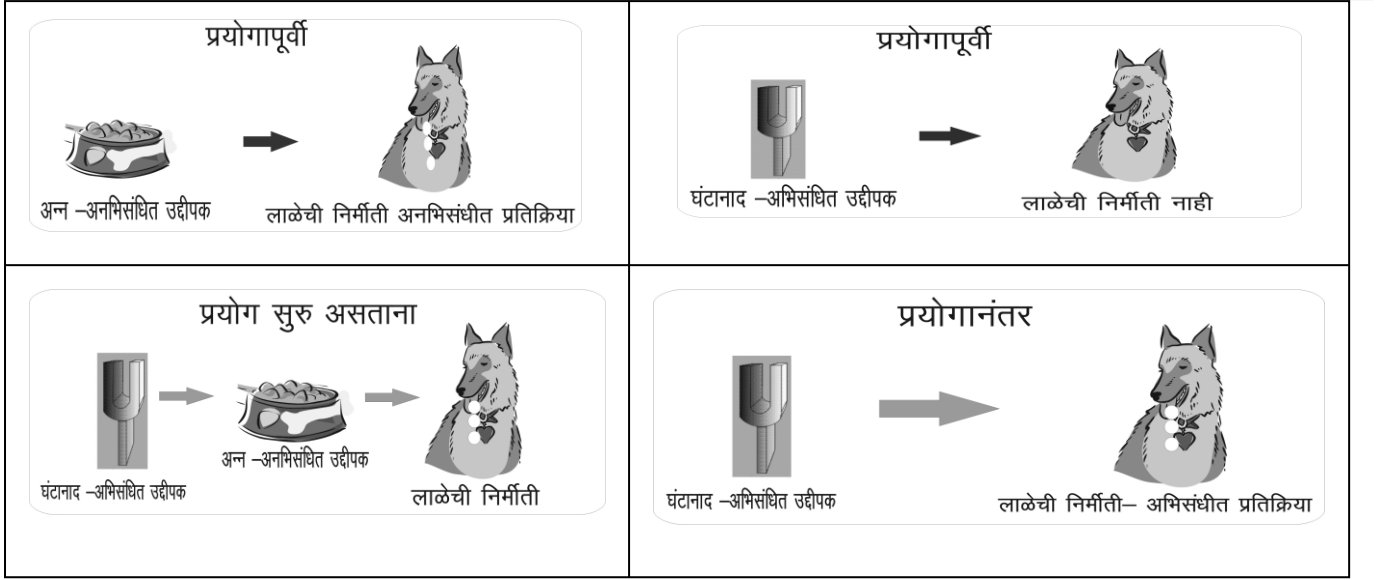 प्रयोगापूर्वी
अन्न –अनभिसंधित उद्दीपक
लाळेची निर्मीती अनभिसंधीत प्रतिक्रिया
प्रयोगापूर्वी
घंटानाद –अभिसंधित उद्दीपक
लाळेची निर्मीती नाही
प्रयोग सुरु असताना
घंटानाद –अभिसंधित उद्दीपक
अन्न –अनभिसंधित उद्दीपक
लाळेची निर्मीती
प्रयोगानंतर
घंटानाद –अभिसंधित उद्दीपक
लाळेची निर्मीती– अभिसंधीत प्रतिक्रिया